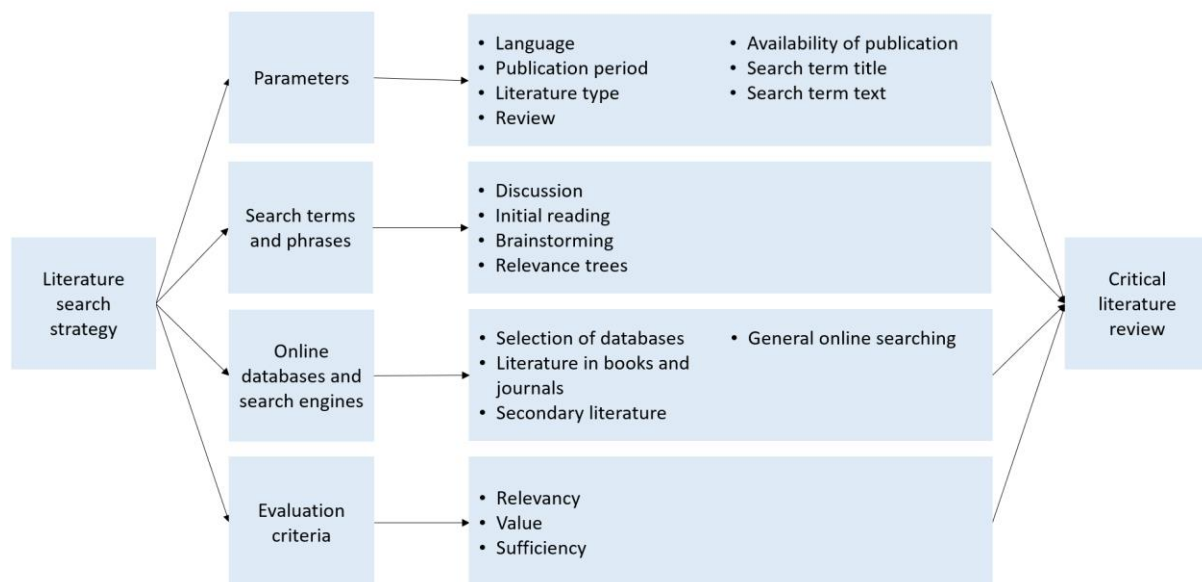 Parameters
• Language
• Publication period
• Literature type
• Review
• Availability of publication
• Search term title
• Search term text
Search terms
and phrases
• Discussion
• Initial reading
• Brainstorming
• Relevance trees
Literature
search
strategy
Critical
literature
review
Online
databases and
search engines
• Selection of databases
• Literature in books and
journals
• Secondary literature
• General online searching
Evaluation
criteria
• Relevancy
• Value
• Sufficiency